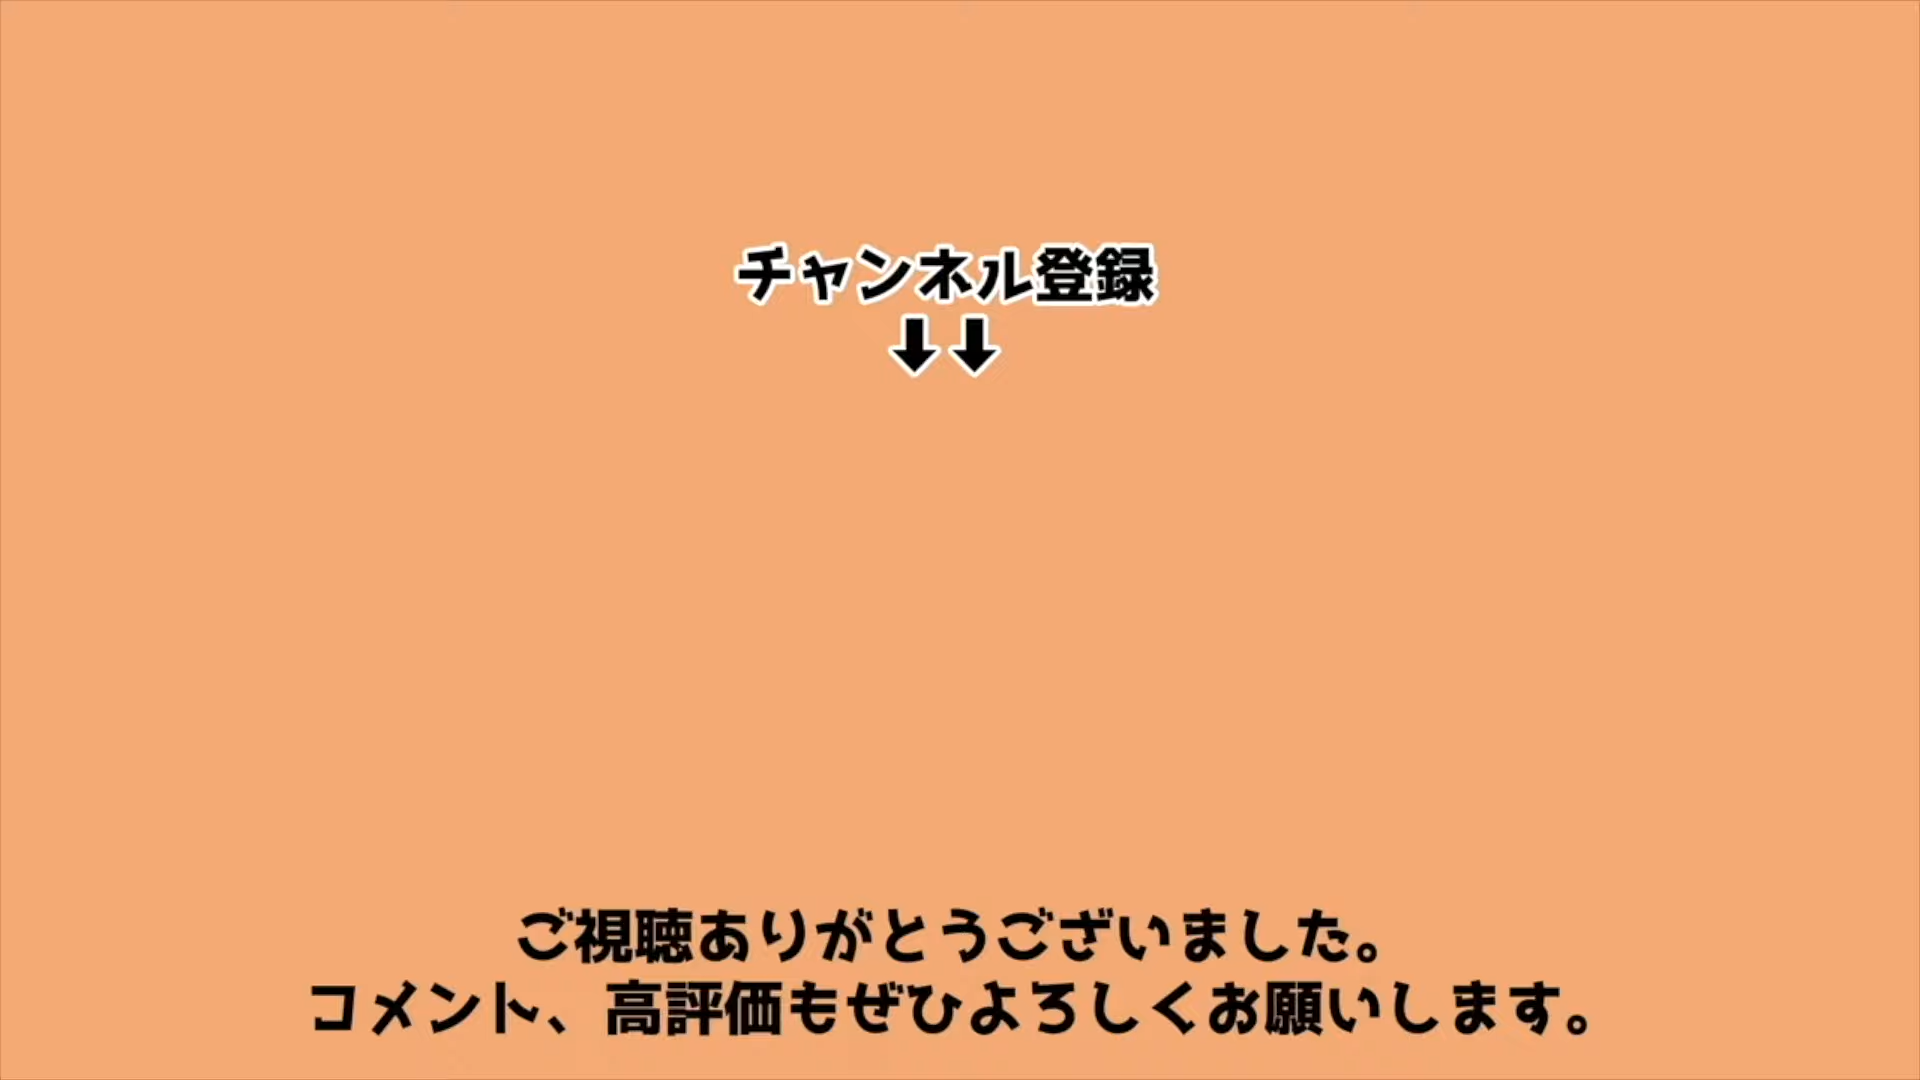 チャンネル登録
⬇⬇
ご視聴ありがとうございました。
コメント、高評価もぜひよろしくお願いします。